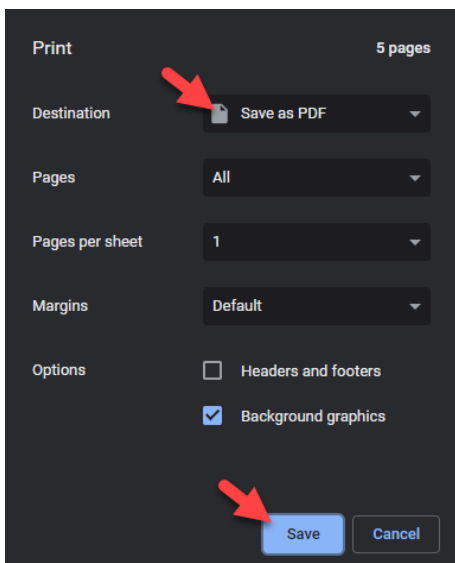 Print 5 pages
Destination Save as PDF
Pages All
Pages per sheet 1
Margins Default
Options Headers and footers
Background graphics
Save Cancel